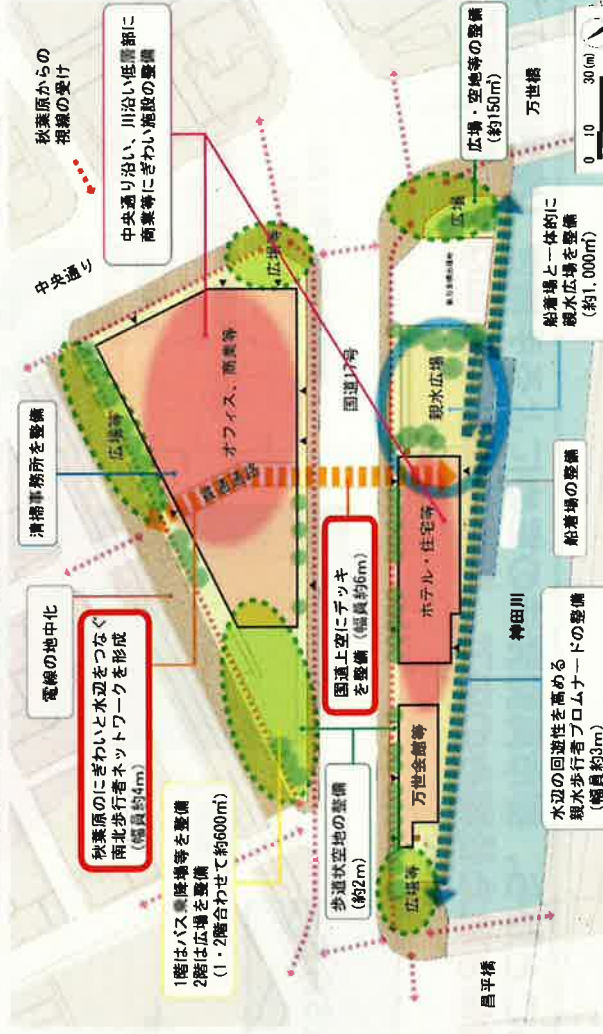 秋葉原からの
視線の受け
中央通り沿い、川沿い低層部に
商業等にぎわい施設の整備
中央通り
清掃事務所を整備
電線の地中化
秋葉原のにぎわいと水辺をつなぐ
南北歩行者ネットワークを形成
(幅員約4m)
1階はバス乗降場等を整備
2階は広場を整備
(1・2階合わせて約600㎡)
広場等
広場等
オフィス、商業等
貫通通路
国道17号
国道上空にデッキ
を整備 (幅員約6m)
歩道状空地の整備
(約2m)
広場・空地等の整備
(約150㎡)
万世橋
広場
親水広場
ホテル・住宅等
万世会館等
広場等
船着場と一体的に
親水広場を整備
(約1,000㎡)
船着場の整備
神田川
水辺の回遊性を高める
親水歩行者プロムナードの整備
(幅員約3m)
昌平橋
0 10 30(m)